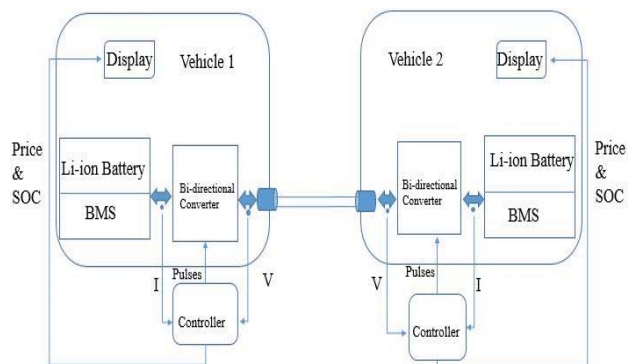 Display
Vehicle 1
Vehicle 2
Display
Price
&
SOC
Li-ion Battery
BMS
Bi-directional
Converter
Bi-directional
Converter
Li-ion Battery
BMS
Price
&
SOC
I
Pulses
V
Controller
V
Pulses
I
Controller